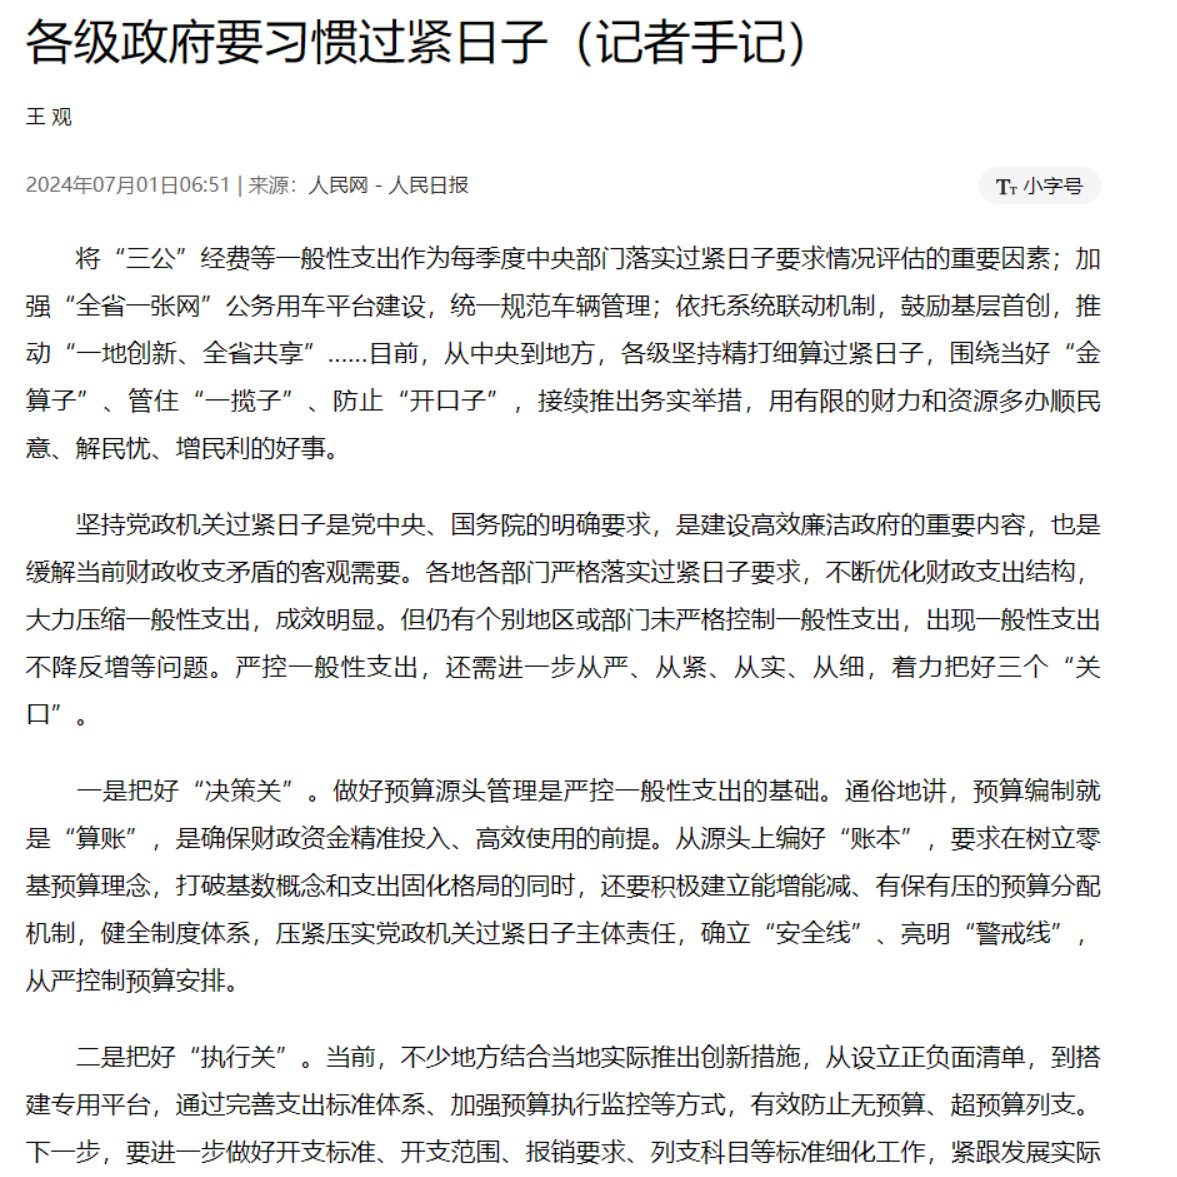 各级政府要习惯过紧日子（记者手记）
王 观
2024年07月01日06:51 | 来源：人民网－人民日报
TT 小字号
将“三公”经费等一般性支出作为每季度中央部门落实过紧日子要求情况评估的重要因素；加
强“全省一张网”公务用车平台建设，统一规范车辆管理；依托系统联动机制，鼓励基层首创，推
动“一地创新、全省共享”……目前，从中央到地方，各级坚持精打细算过紧日子，围绕当好“金
算子”、管住“一揽子”、防止“开口子”，接续推出务实举措，用有限的财力和资源多办顺民
意、解民忧、增民利的好事。
坚持党政机关过紧日子是党中央、国务院的明确要求，是建设高效廉洁政府的重要内容，也是
缓解当前财政收支矛盾的客观需要。各地各部门严格落实过紧日子要求，不断优化财政支出结构，
大力压缩一般性支出，成效明显。但仍有个别地区或部门未严格控制一般性支出，出现一般性支出
不降反增等问题。严控一般性支出，还需进一步从严、从紧、从实、从细，着力把好三个“关
口”。
一是把好“决策关”。做好预算源头管理是严控一般性支出的基础。通俗地讲，预算编制就
是“算账”，是确保财政资金精准投入、高效使用的前提。从源头上编好“账本”，要求在树立零
基预算理念，打破基数概念和支出固化格局的同时，还要积极建立能增能减、有保有压的预算分配
机制，健全制度体系，压紧压实党政机关过紧日子主体责任，确立“安全线”、亮明“警戒线”，
从严控制预算安排。
二是把好“执行关”。当前，不少地方结合当地实际推出创新措施，从设立正负面清单，到搭
建专用平台，通过完善支出标准体系、加强预算执行监控等方式，有效防止无预算、超预算列支。
下一步，要进一步做好开支标准、开支范围、报销要求、列支科目等标准细化工作，紧跟发展实际